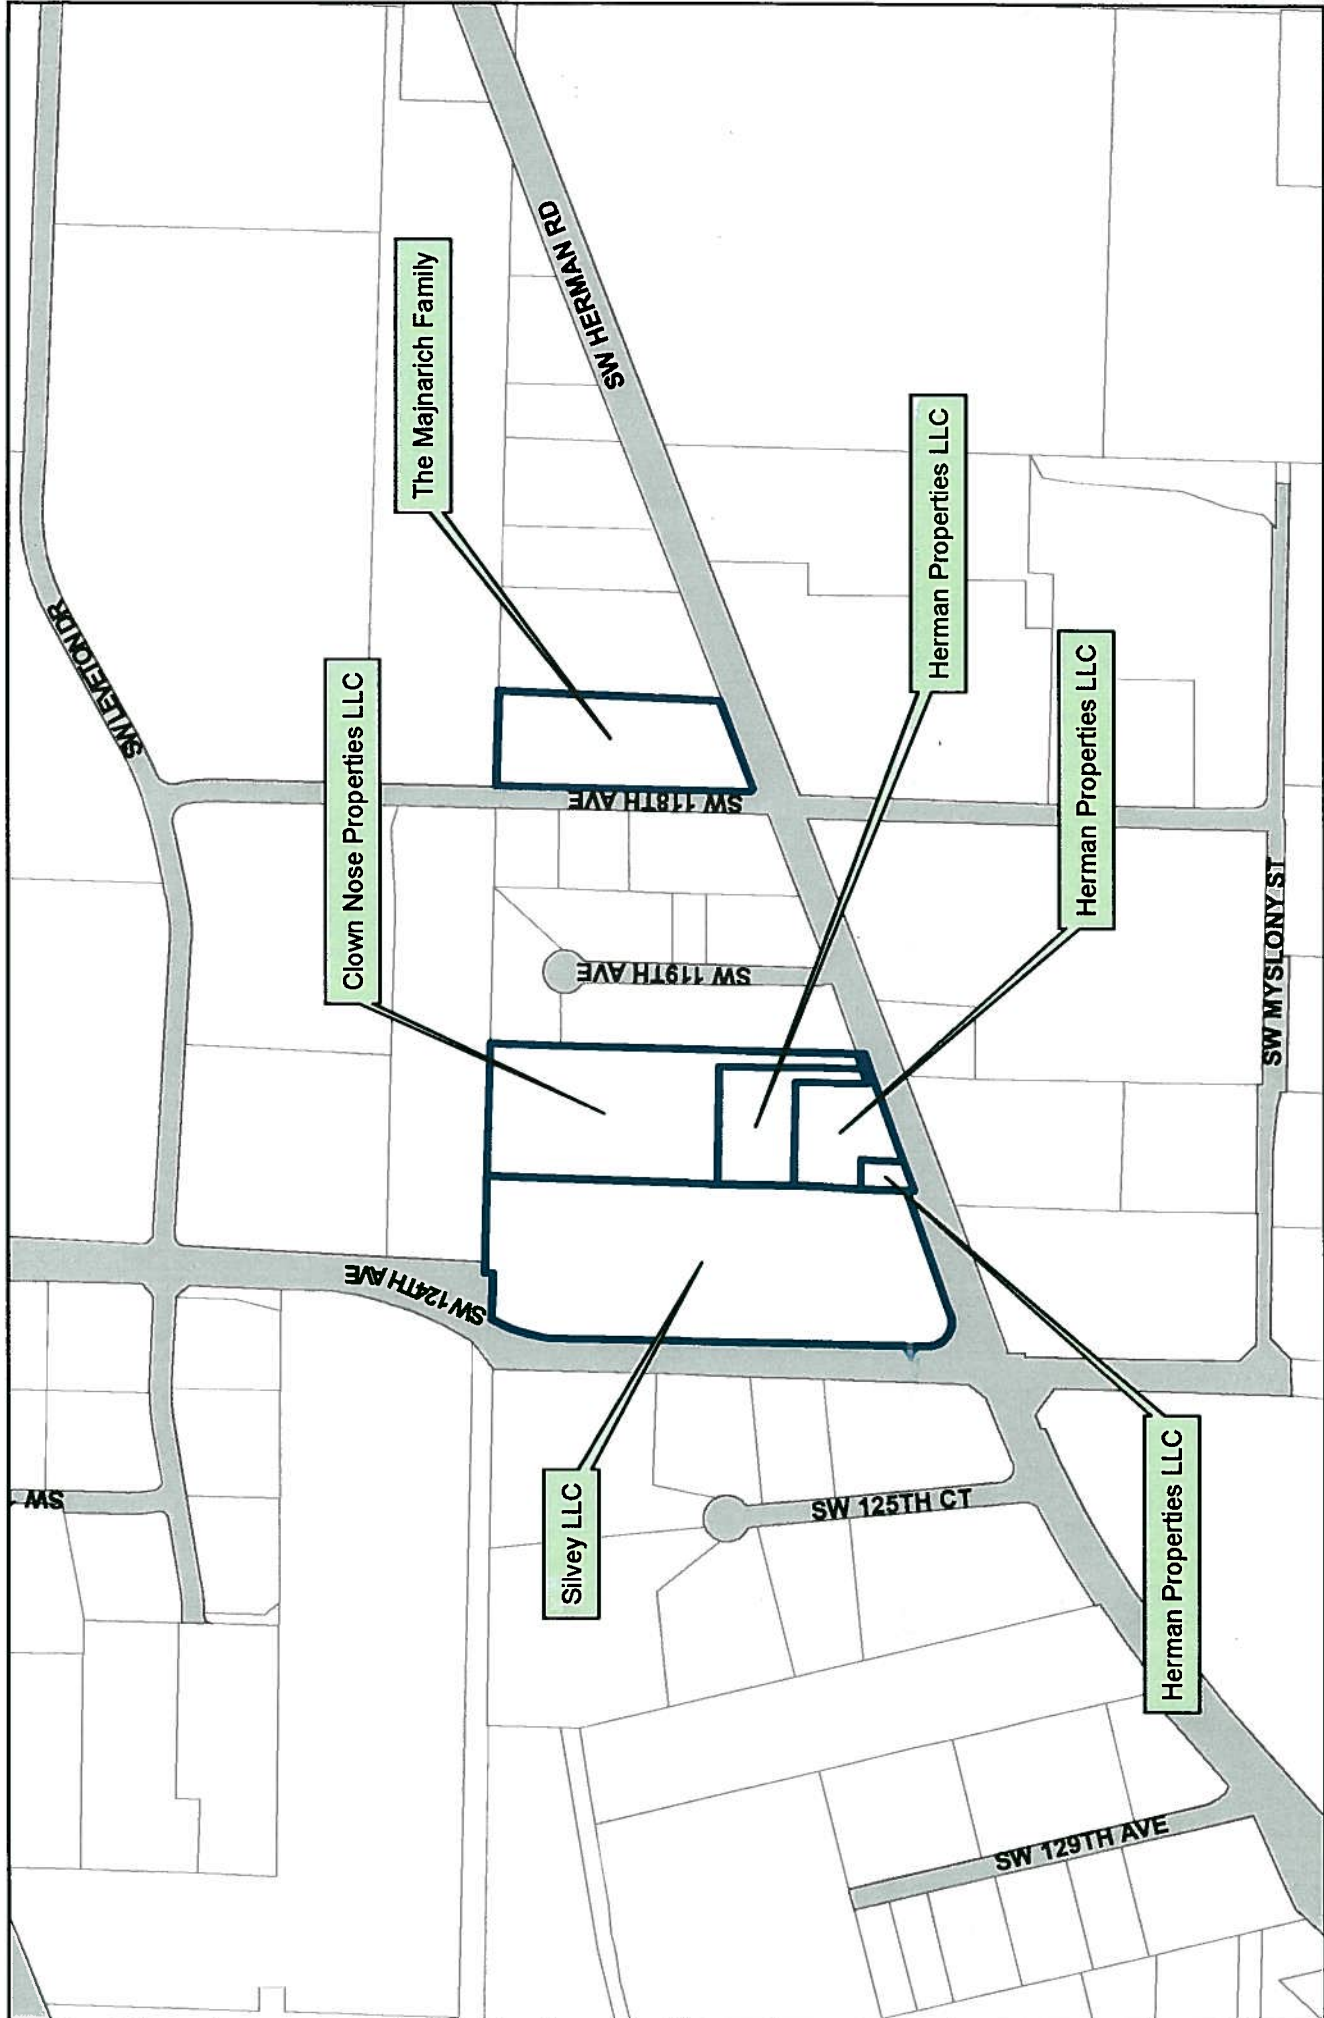 SW LEVETON DR
SW 124TH AVE
SW
SW HERMAN RD
The Majnarich Family
Clown Nose Properties LLC
SW 118TH AVE
SW 119TH AVE
Herman Properties LLC
Herman Properties LLC
Silvey LLC
SW 125TH CT
Herman Properties LLC
SW 129TH AVE
SW MYSLONY ST